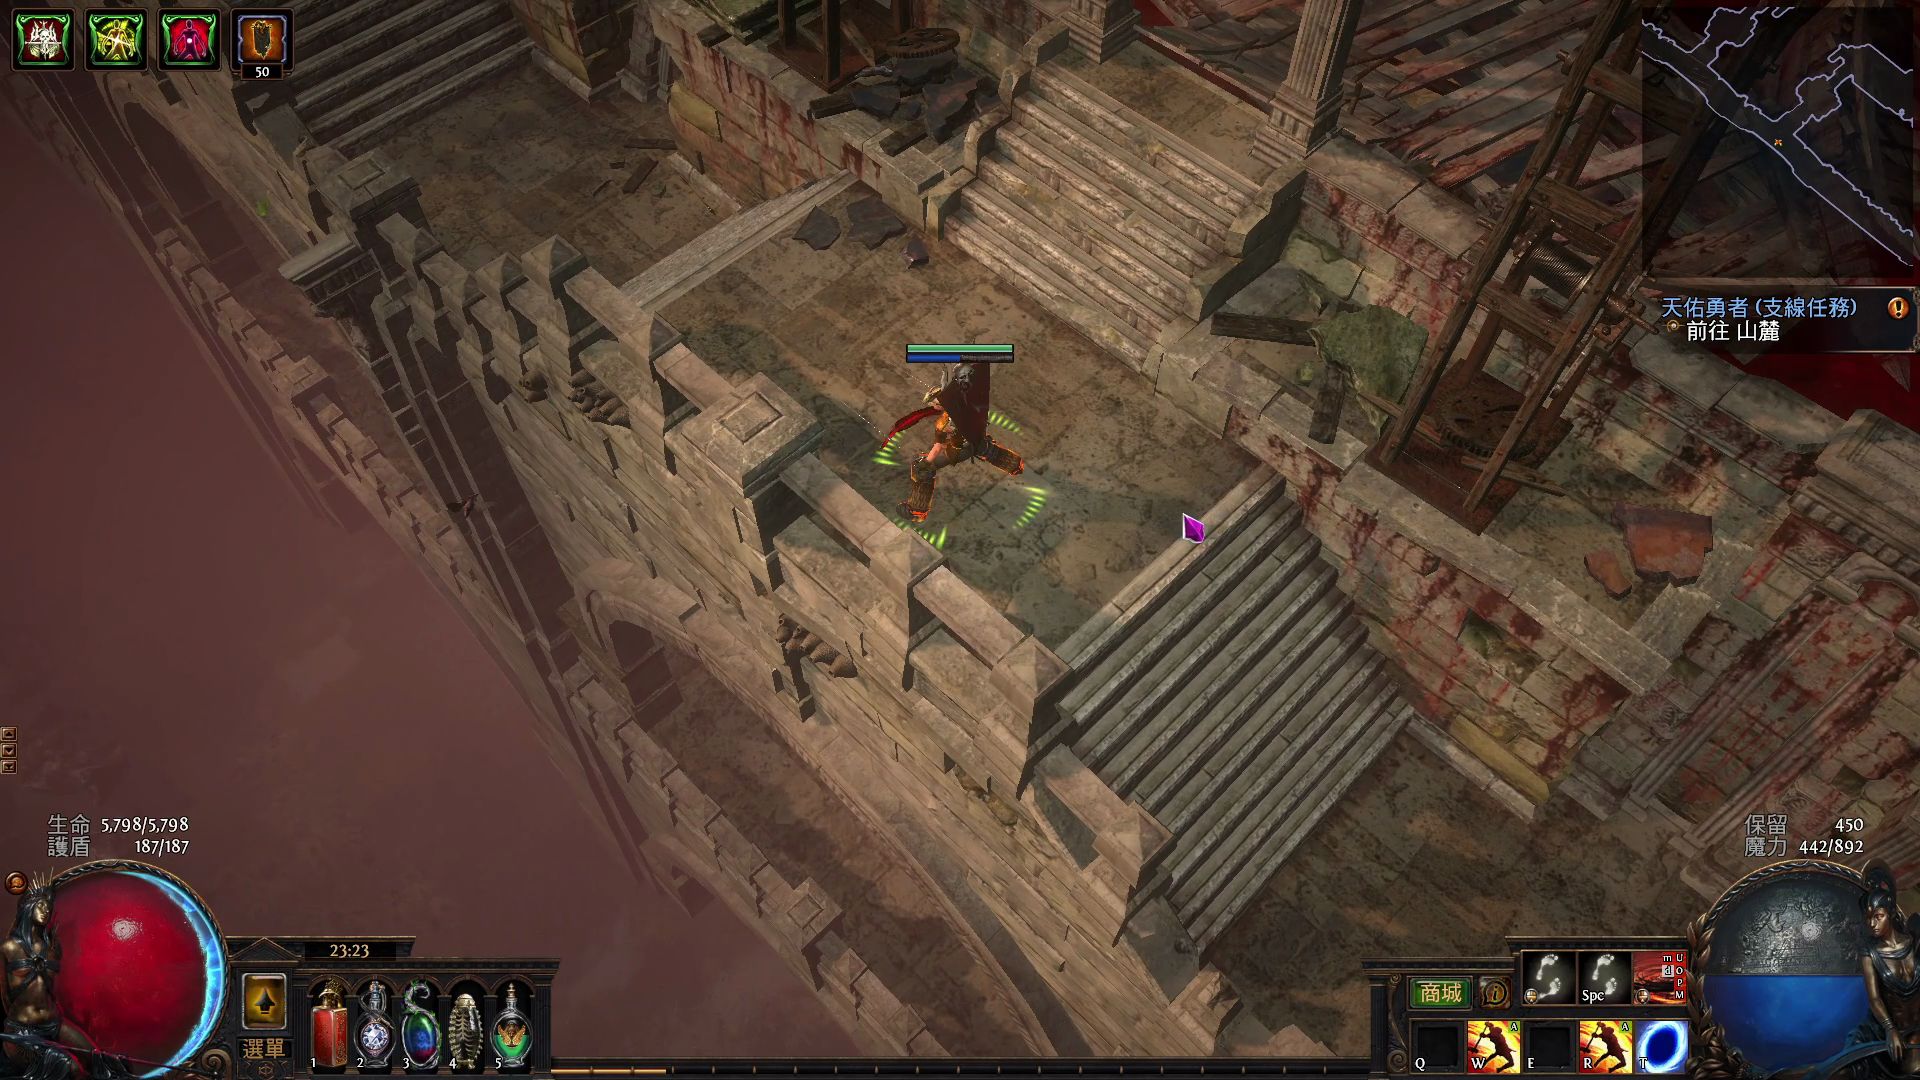 50
天佑勇者 (支線任務)
前往 山麓
生命 5,798/5,798
護盾 187/187
保留 450
魔力 442/892
23:23
選單
1 2 3 4 5
商城
Spc
m U
d O
P
M
Q W A E R A T